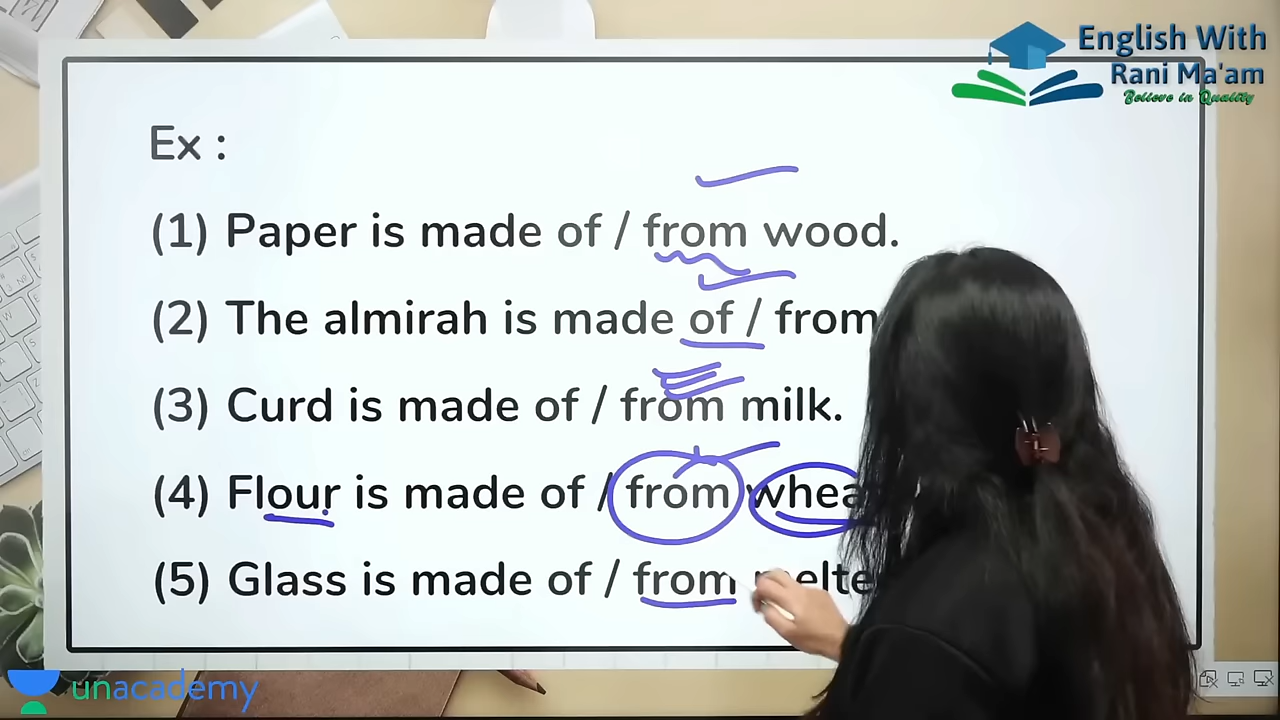 English With
Rani Ma'am
Believe in Quality
Ex :
(1) Paper is made of / from wood.
(2) The almirah is made of / from
(3) Curd is made of / from milk.
(4) Flour is made of / from
(5) Glass is made of / from
unacademy